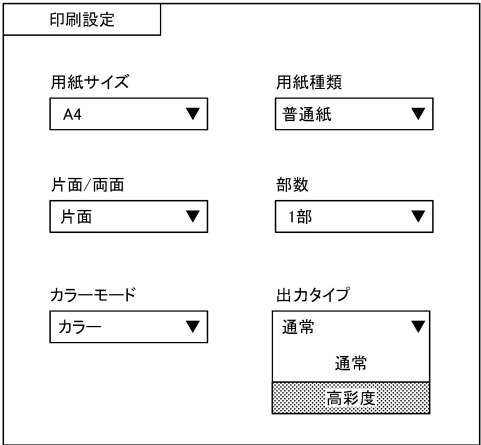 印刷設定
用紙サイズ
用紙種類
A4 ▼
普通紙 ▼
片面/両面
部数
片面 ▼
1部 ▼
カラーモード
出力タイプ
カラー ▼
通常 ▼
通常
高彩度